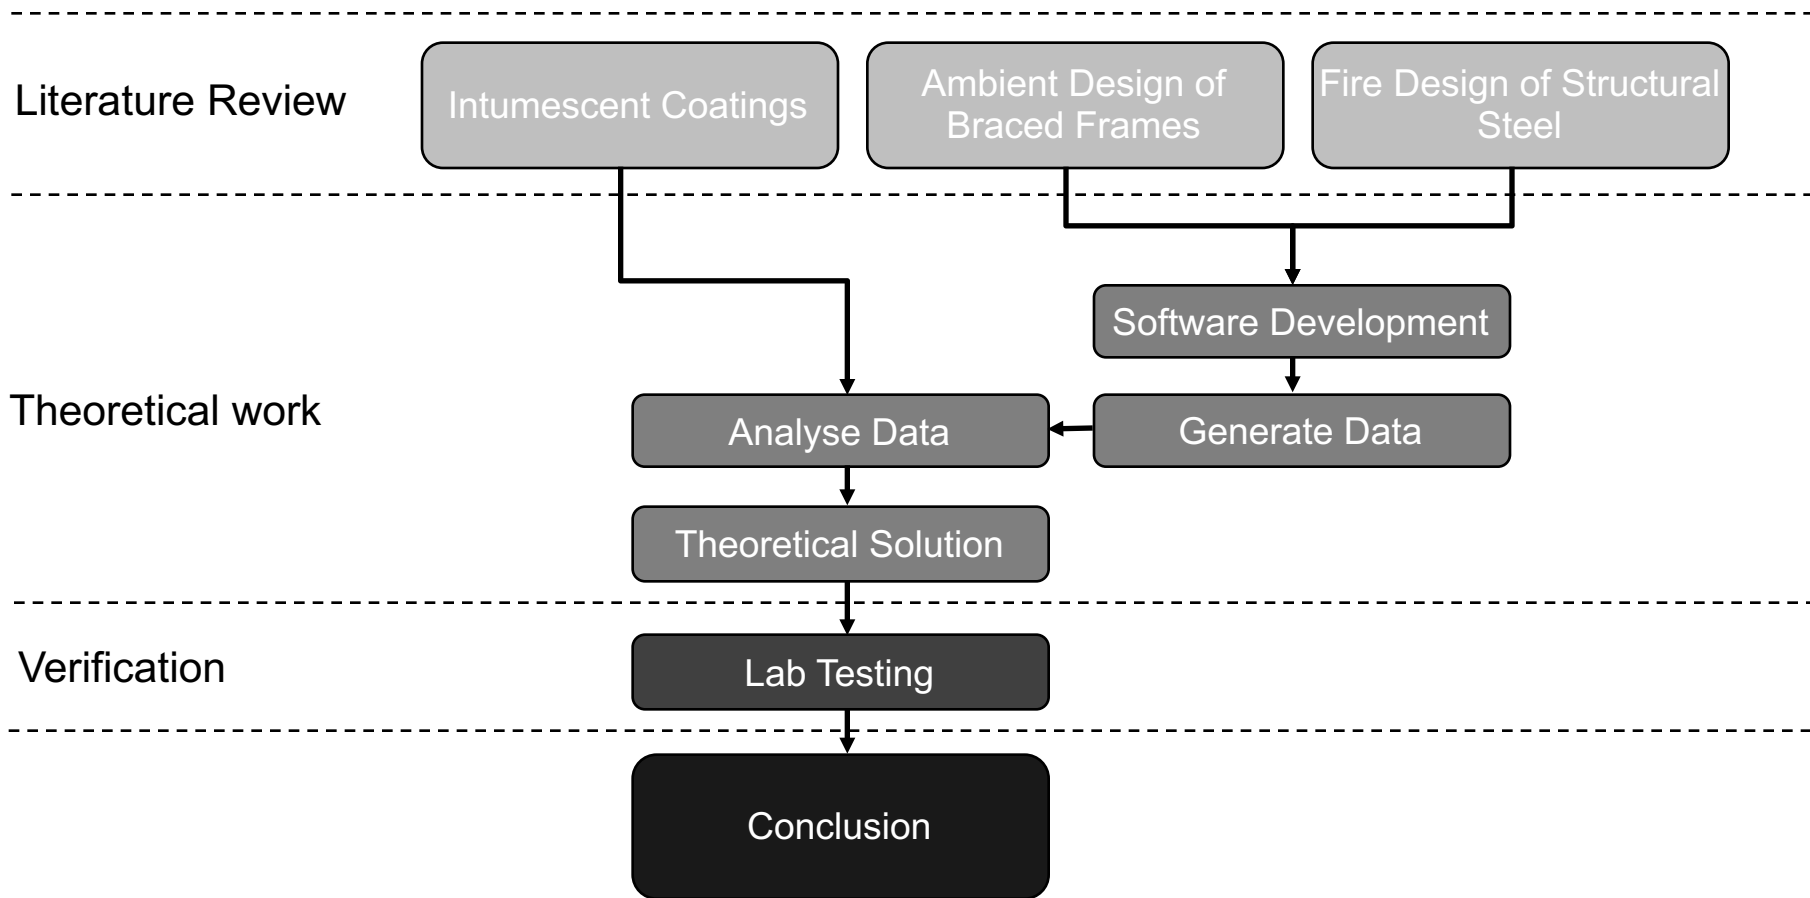 Literature Review
Intumescent Coatings
Ambient Design of
Braced Frames
Fire Design of Structural
Steel
Software Development
Theoretical work
Analyse Data
Generate Data
Theoretical Solution
Verification
Lab Testing
Conclusion